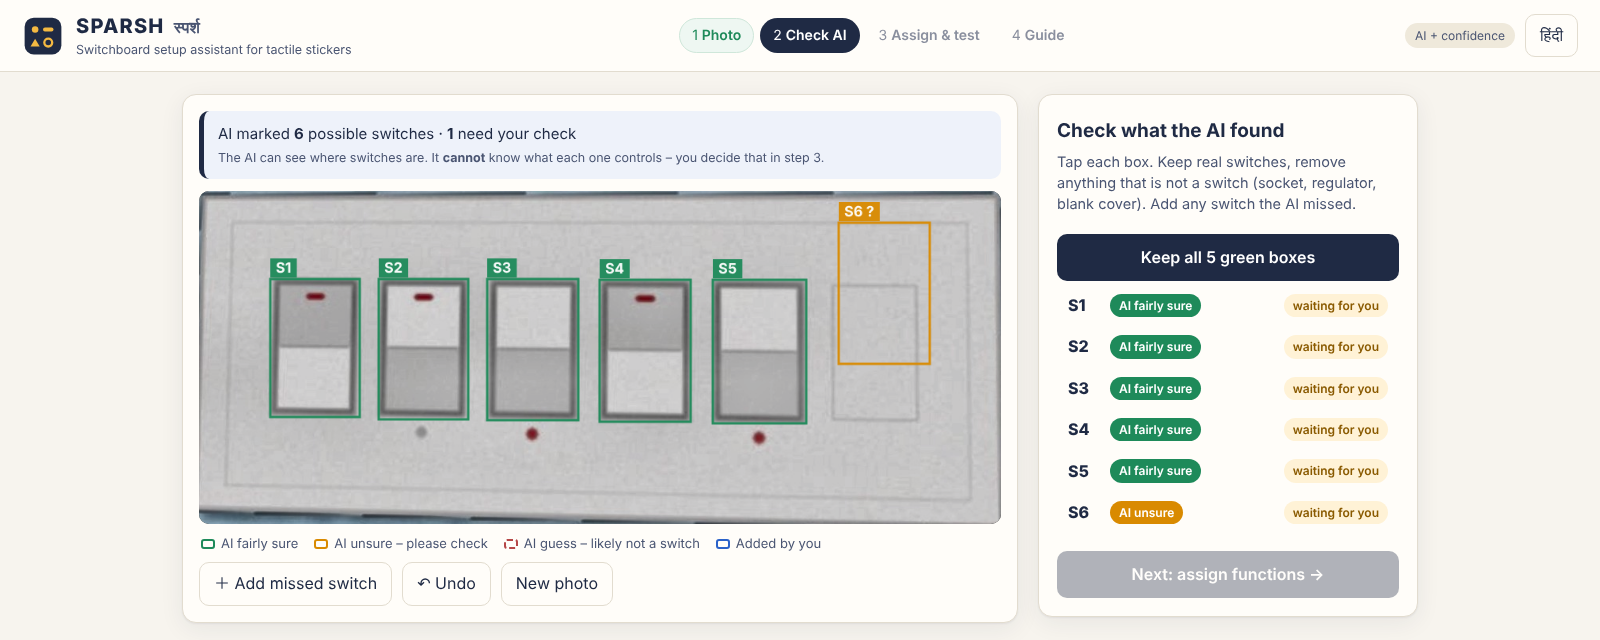 SPARSH स्पर्श
Switchboard setup assistant for tactile stickers
1 Photo
2 Check AI
3 Assign & test
4 Guide
AI + confidence
हिंदी
AI marked 6 possible switches · 1 need your check
The AI can see where switches are. It cannot know what each one controls – you decide that in step 3.
S1
S2
S3
S4
S5
S6 ?
AI fairly sure
AI unsure – please check
AI guess – likely not a switch
Added by you
+ Add missed switch
↶ Undo
New photo
Check what the AI found
Tap each box. Keep real switches, remove
anything that is not a switch (socket, regulator,
blank cover). Add any switch the AI missed.
Keep all 5 green boxes
S1 AI fairly sure waiting for you
S2 AI fairly sure waiting for you
S3 AI fairly sure waiting for you
S4 AI fairly sure waiting for you
S5 AI fairly sure waiting for you
S6 AI unsure waiting for you
Next: assign functions →